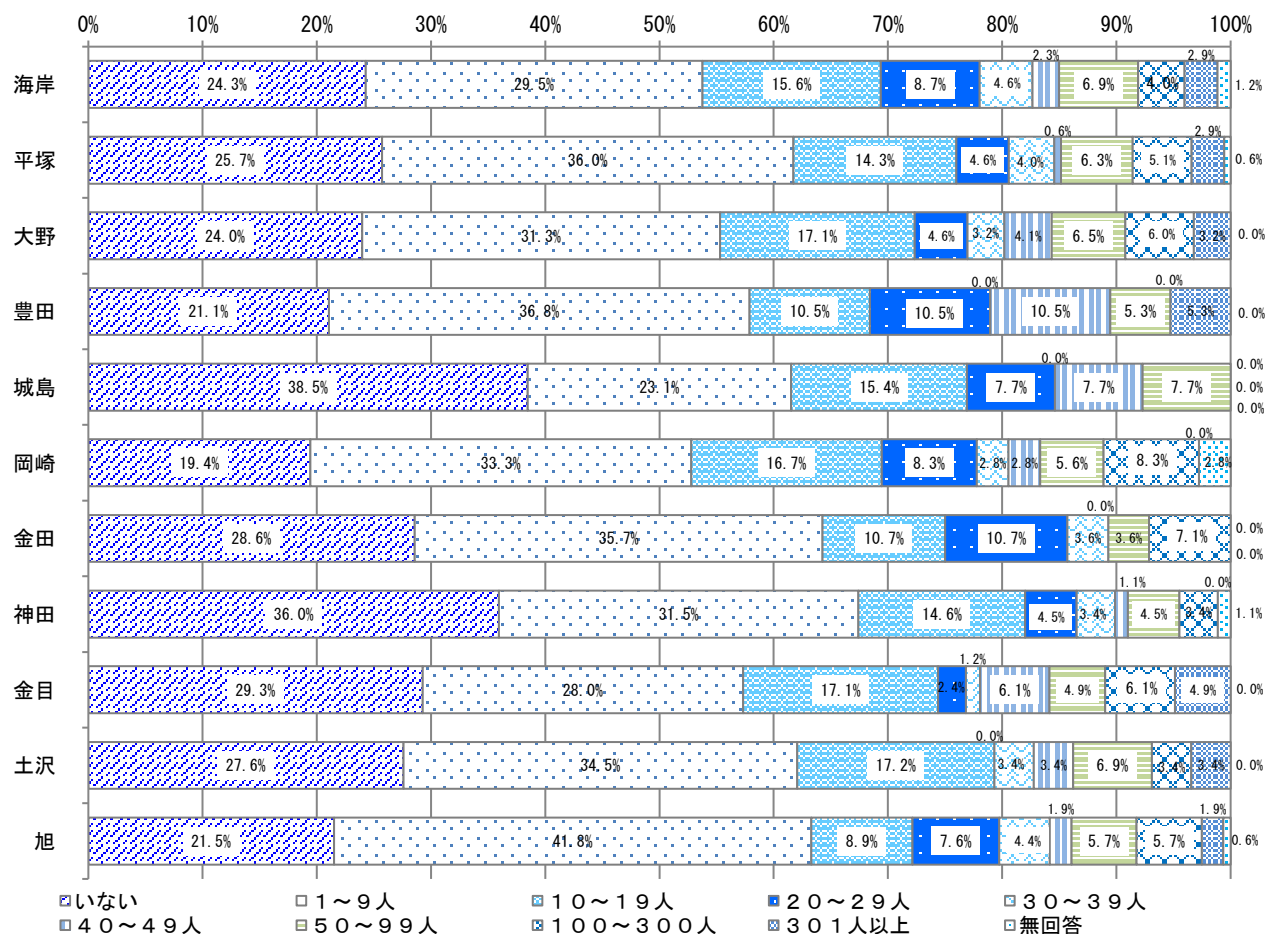 0% 10% 20% 30% 40% 50% 60% 70% 80% 90% 100%
2.3% 2.9%
海岸 24.3% 29.5% 15.6% 8.7% 4.6% 6.9% 4.0% 1.2%
0.6% 2.9%
平塚 25.7% 36.0% 14.3% 4.6% 4.0% 6.3% 5.1% 0.6%
大野 24.0% 31.3% 17.1% 4.6% 3.2% 4.1% 6.5% 6.0% 3.2% 0.0%
0.0% 0.0%
豊田 21.1% 36.8% 10.5% 10.5% 10.5% 5.3% 5.3% 0.0%
0.0% 0.0%
城島 38.5% 23.1% 15.4% 7.7% 7.7% 7.7% 0.0%
0.0%
0.0%
岡崎 19.4% 33.3% 16.7% 8.3% 2.8% 2.8% 5.6% 8.3% 2.8%
0.0%
金田 28.6% 35.7% 10.7% 10.7% 3.6% 3.6% 7.1% 0.0%
0.0%
1.1% 0.0%
神田 36.0% 31.5% 14.6% 4.5% 3.4% 4.5% 3.4% 1.1%
1.2%
金目 29.3% 28.0% 17.1% 2.4% 6.1% 4.9% 6.1% 4.9% 0.0%
0.0%
土沢 27.6% 34.5% 17.2% 3.4% 3.4% 6.9% 3.4% 3.4% 0.0%
1.9% 1.9%
旭 21.5% 41.8% 8.9% 7.6% 4.4% 5.7% 5.7% 0.6%
いない １～９人 １０～１９人 ２０～２９人 ３０～３９人
４０～４９人 ５０～９９人 １００～３００人 ３０１人以上 無回答